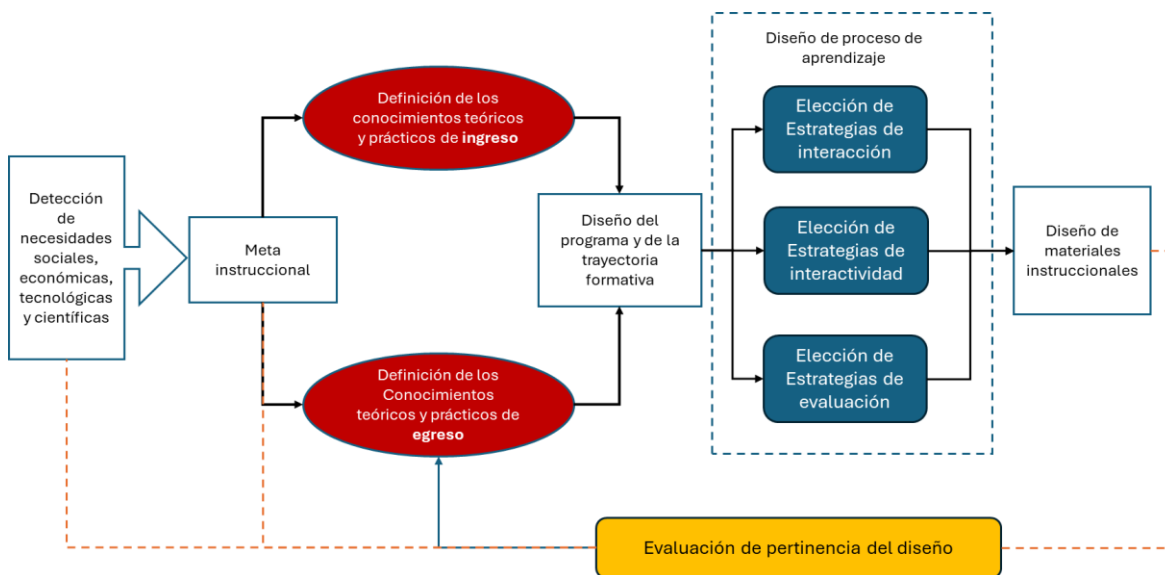 Detección
de
necesidades
sociales,
económicas,
tecnológicas
y científicas
Meta
instruccional
Definición de los
conocimientos teóricos
y prácticos de ingreso
Definición de los
Conocimientos
teóricos y prácticos de
egreso
Diseño del
programa y de la
trayectoria
formativa
Diseño de proceso de
aprendizaje
Elección de
Estrategias de
interacción
Elección de
Estrategias de
interactividad
Elección de
Estrategias de
evaluación
Diseño de
materiales
instruccionales
Evaluación de pertinencia del diseño